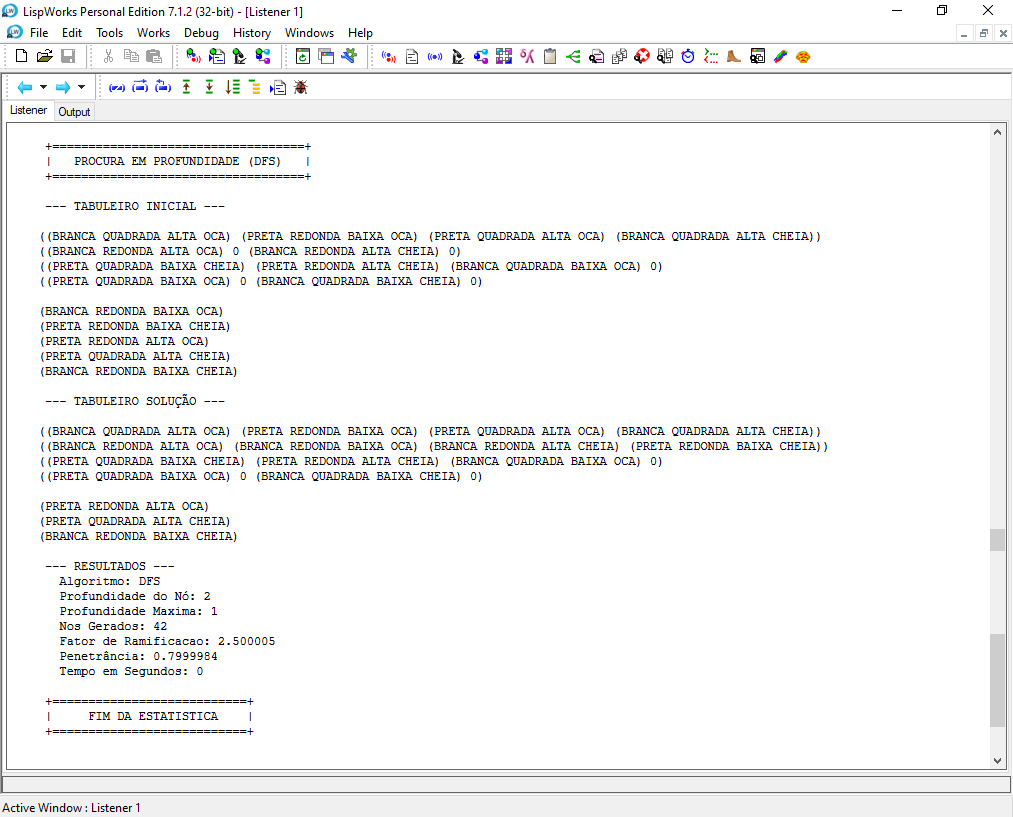 LispWorks Personal Edition 7.1.2 (32-bit) - [Listener 1]
File Edit Tools Works Debug History Windows Help
Listener Output
+===================================+
| PROCURA EM PROFUNDIDADE (DFS) |
+===================================+
--- TABULEIRO INICIAL ---
((BRANCA QUADRADA ALTA OCA) (PRETA REDONDA BAIXA OCA) (PRETA QUADRADA ALTA OCA) (BRANCA QUADRADA ALTA CHEIA))
((BRANCA REDONDA ALTA OCA) 0 (BRANCA REDONDA ALTA CHEIA) 0)
((PRETA QUADRADA BAIXA CHEIA) (PRETA REDONDA ALTA CHEIA) (BRANCA QUADRADA BAIXA OCA) 0)
((PRETA QUADRADA BAIXA OCA) 0 (BRANCA QUADRADA BAIXA CHEIA) 0)
(BRANCA REDONDA BAIXA OCA)
(PRETA REDONDA BAIXA CHEIA)
(PRETA REDONDA ALTA OCA)
(PRETA QUADRADA ALTA CHEIA)
(BRANCA REDONDA BAIXA CHEIA)
--- TABULEIRO SOLUÇÃO ---
((BRANCA QUADRADA ALTA OCA) (PRETA REDONDA BAIXA OCA) (PRETA QUADRADA ALTA OCA) (BRANCA QUADRADA ALTA CHEIA))
((BRANCA REDONDA ALTA OCA) (BRANCA REDONDA BAIXA OCA) (BRANCA REDONDA ALTA CHEIA) (PRETA REDONDA BAIXA CHEIA))
((PRETA QUADRADA BAIXA CHEIA) (PRETA REDONDA ALTA CHEIA) (BRANCA QUADRADA BAIXA OCA) 0)
((PRETA QUADRADA BAIXA OCA) 0 (BRANCA QUADRADA BAIXA CHEIA) 0)
(PRETA REDONDA ALTA OCA)
(PRETA QUADRADA ALTA CHEIA)
(BRANCA REDONDA BAIXA CHEIA)
--- RESULTADOS ---
Algoritmo: DFS
Profundidade do Nó: 2
Profundidade Maxima: 1
Nos Gerados: 42
Fator de Ramificacao: 2.500005
Penetrância: 0.7999984
Tempo em Segundos: 0
+===========================+
| FIM DA ESTATISTICA |
+===========================+
Active Window : Listener 1